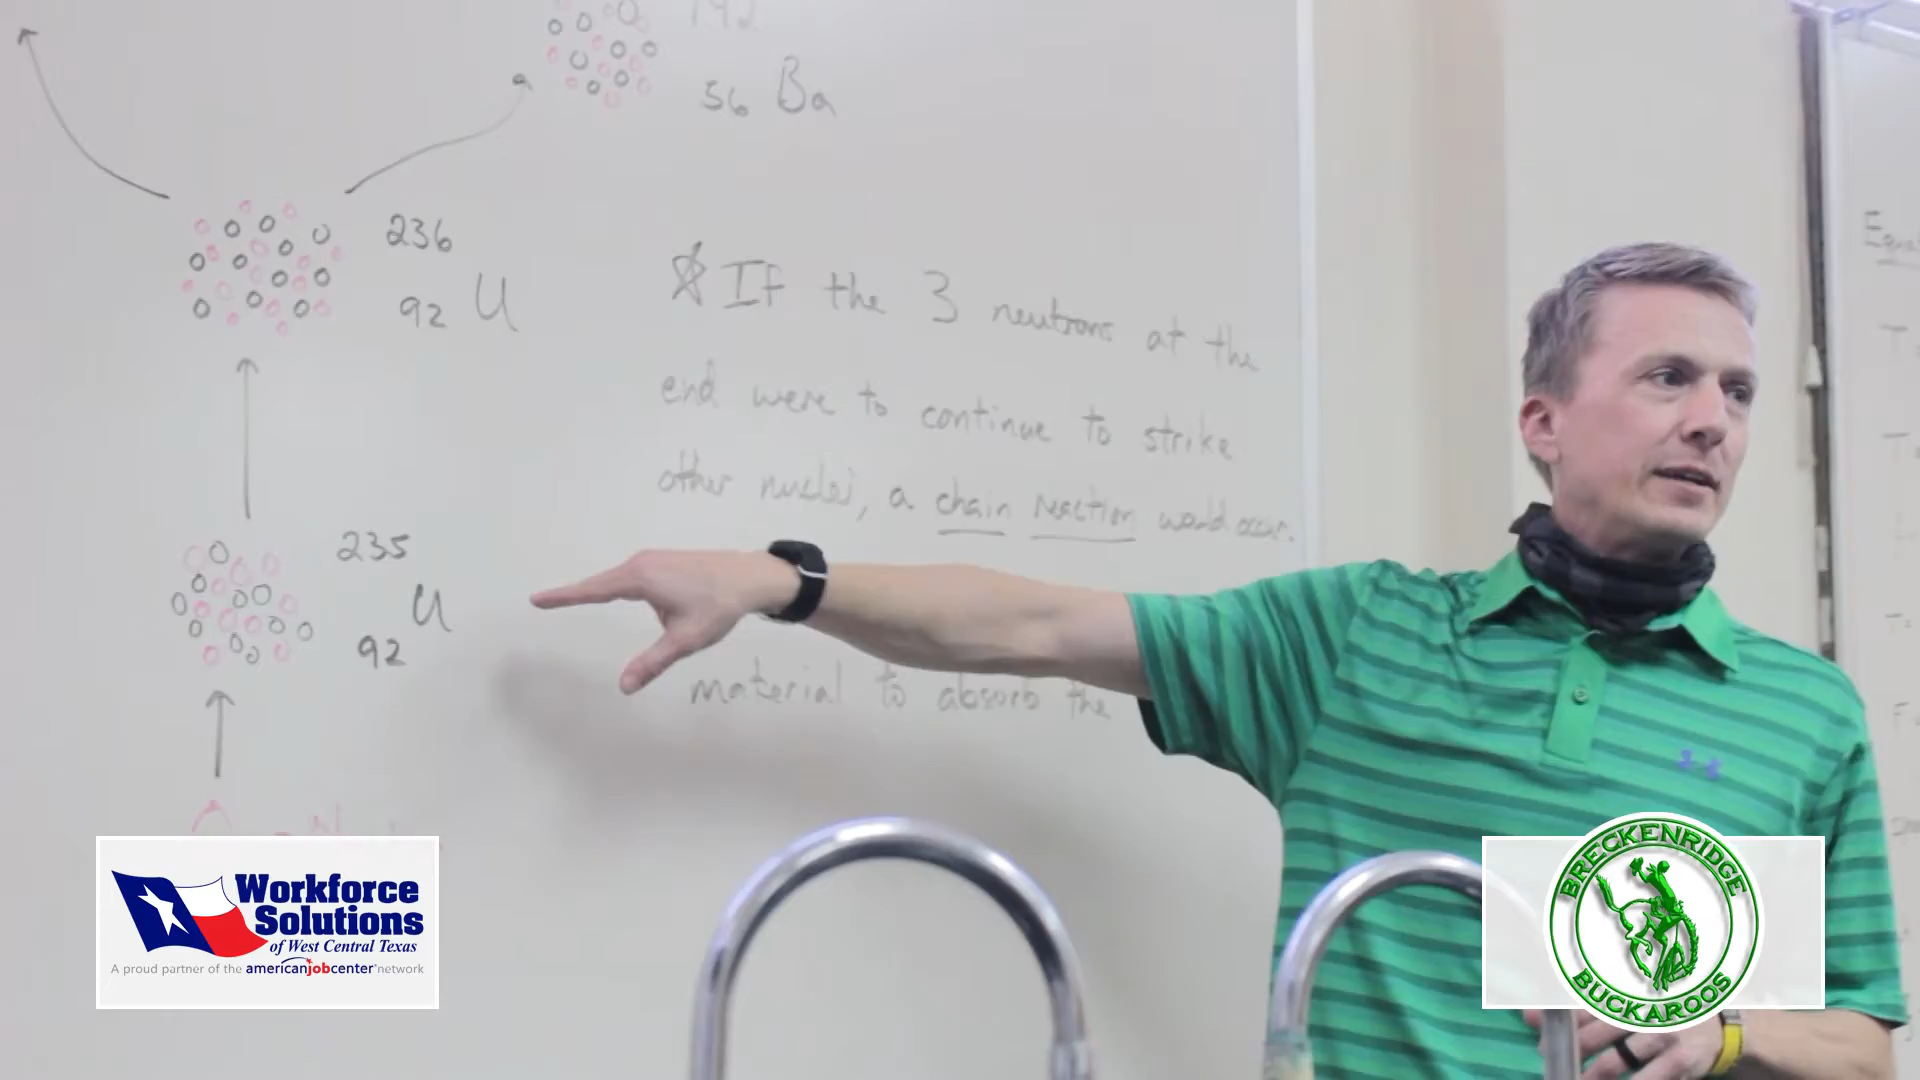 56 Ba
236
92 U
☆ If the 3 neutrons at the
end were to continue to strike
other nuclei, a chain reaction would occur.
235
92 U
material to absorb the
Workforce
Solutions
of West Central Texas
A proud partner of the americanjobcenter network
BRECKENRIDGE
BUCKAROOS